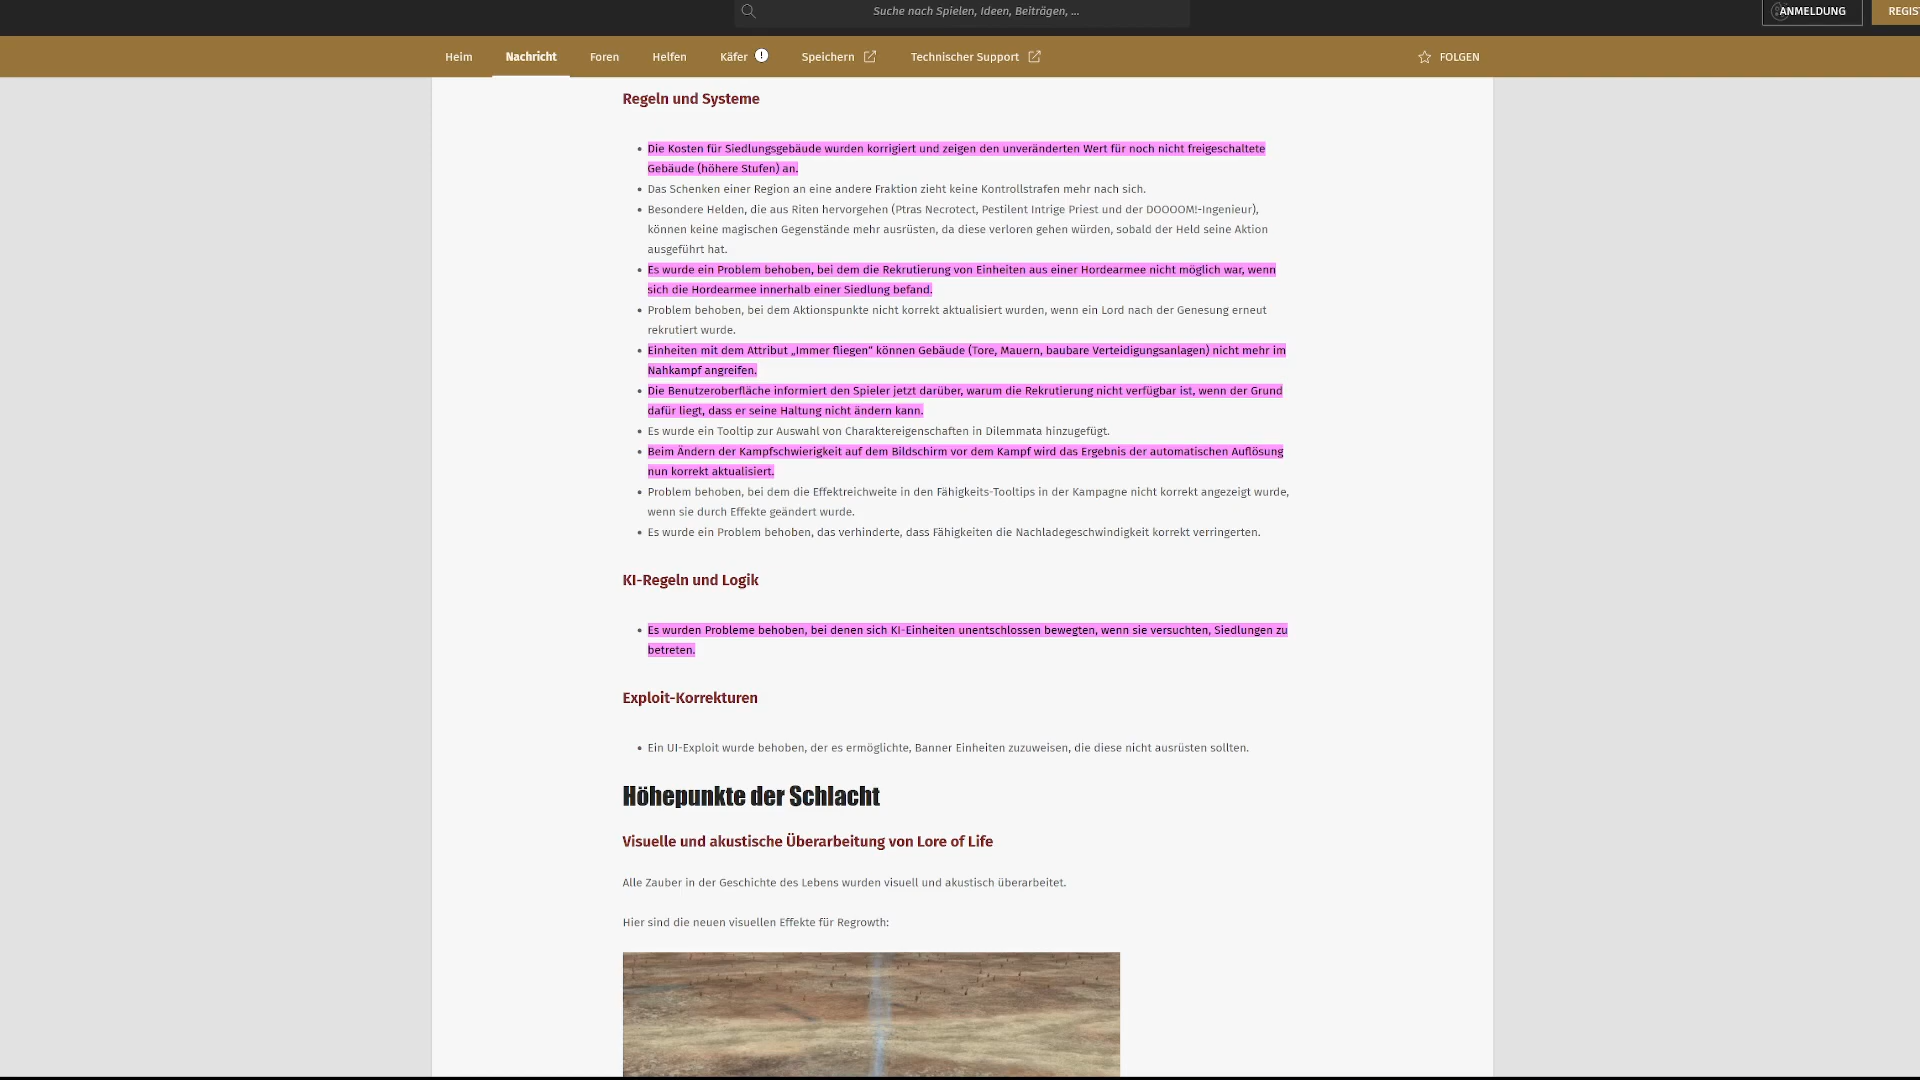 Suche nach Spielen, Ideen, Beiträgen, ...
ANMELDUNG
REGIS
Heim
Nachricht
Foren
Helfen
Käfer !
Speichern
Technischer Support
FOLGEN
Regeln und Systeme
Die Kosten für Siedlungsgebäude wurden korrigiert und zeigen den unveränderten Wert für noch nicht freigeschaltete
Gebäude (höhere Stufen) an.
Das Schenken einer Region an eine andere Fraktion zieht keine Kontrollstrafen mehr nach sich.
Besondere Helden, die aus Riten hervorgehen (Ptras Necrotect, Pestilent Intrige Priest und der DOOOOM!-Ingenieur),
können keine magischen Gegenstände mehr ausrüsten, da diese verloren gehen würden, sobald der Held seine Aktion
ausgeführt hat.
Es wurde ein Problem behoben, bei dem die Rekrutierung von Einheiten aus einer Hordearmee nicht möglich war, wenn
sich die Hordearmee innerhalb einer Siedlung befand.
Problem behoben, bei dem Aktionspunkte nicht korrekt aktualisiert wurden, wenn ein Lord nach der Genesung erneut
rekrutiert wurde.
Einheiten mit dem Attribut „Immer fliegen“ können Gebäude (Tore, Mauern, baubare Verteidigungsanlagen) nicht mehr im
Nahkampf angreifen.
Die Benutzeroberfläche informiert den Spieler jetzt darüber, warum die Rekrutierung nicht verfügbar ist, wenn der Grund
dafür liegt, dass er seine Haltung nicht ändern kann.
Es wurde ein Tooltip zur Auswahl von Charaktereigenschaften in Dilemmata hinzugefügt.
Beim Ändern der Kampfschwierigkeit auf dem Bildschirm vor dem Kampf wird das Ergebnis der automatischen Auflösung
nun korrekt aktualisiert.
Problem behoben, bei dem die Effektreichweite in den Fähigkeits-Tooltips in der Kampagne nicht korrekt angezeigt wurde,
wenn sie durch Effekte geändert wurde.
Es wurde ein Problem behoben, das verhinderte, dass Fähigkeiten die Nachladegeschwindigkeit korrekt verringerten.
KI-Regeln und Logik
Es wurden Probleme behoben, bei denen sich KI-Einheiten unentschlossen bewegten, wenn sie versuchten, Siedlungen zu
betreten.
Exploit-Korrekturen
Ein UI-Exploit wurde behoben, der es ermöglichte, Banner Einheiten zuzuweisen, die diese nicht ausrüsten sollten.
Höhepunkte der Schlacht
Visuelle und akustische Überarbeitung von Lore of Life
Alle Zauber in der Geschichte des Lebens wurden visuell und akustisch überarbeitet.
Hier sind die neuen visuellen Effekte für Regrowth: